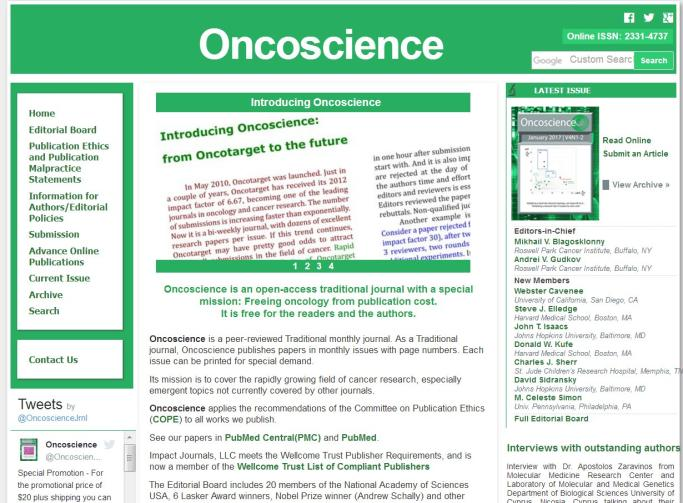 Oncoscience
Online ISSN: 2331-4737
Google Custom Searc Search
Home
Editorial Board
Publication Ethics
and Publication
Malpractice
Statements
Information for
Authors/Editorial
Policies
Submission
Advance Online
Publications
Current Issue
Archive
Search
Contact Us
Tweets by
@OncoscienceJrnl
Oncoscience
@Oncoscien...
Special Promotion - For
the promotional price of
$20 plus shipping you can
Introducing Oncoscience
Introducing Oncoscience:
from Oncotarget to the future
In May 2010, Oncotarget was launched. Just in
a couple of years, Oncotarget has received its 2012
impact factor of 6.67, becoming one of the leading
journals in oncology and cancer research. The number
of submissions is increasing faster than exponentially.
Now it is a bi-weekly journal, with dozens of excellent
research papers per issue. If this trend continues,
Oncotarget may have pretty good odds to attract
submissions in the field of cancer. Rapid
of Oncotarget
in one hour after submission
start with. And it is also imp
are rejected at the day of
the authors time and effort
editors and reviewers is ess
Editors reviewed the paper
rebuttals. Non-qualified juc
Another example is
Consider a paper rejected f
impact factor 30), after tw
3 reviewers, two rounds
itional experiments. I
1 2 3 4
Oncoscience is an open-access traditional journal with a special
mission: Freeing oncology from publication cost.
It is free for the readers and the authors.
Oncoscience is a peer-reviewed Traditional monthly journal. As a Traditional
journal, Oncoscience publishes papers in monthly issues with page numbers. Each
issue can be printed for special demand.
Its mission is to cover the rapidly growing field of cancer research, especially
emergent topics not currently covered by other journals.
Oncoscience applies the recommendations of the Committee on Publication Ethics
(COPE) to all works we publish.
See our papers in PubMed Central(PMC) and PubMed.
Impact Journals, LLC meets the Wellcome Trust Publisher Requirements, and is
now a member of the Wellcome Trust List of Compliant Publishers
The Editorial Board includes 20 members of the National Academy of Sciences
USA, 6 Lasker Award winners, Nobel Prize winner (Andrew Schally) and other
LATEST ISSUE
Oncoscience
January 2017 | V4N1-2
Read Online
Submit an Article
View Archive »
Editors-in-Chief
Mikhail V. Blagosklonny
Roswell Park Cancer Institute, Buffalo, NY
Andrei V. Gudkov
Roswell Park Cancer Institute, Buffalo, NY
New Members
Webster Cavenee
University of California, San Diego, CA
Steve J. Elledge
Harvard Medical School, Boston, MA
John T. Isaacs
Johns Hopkins University, Baltimore, MD
Donald W. Kufe
Harvard Medical School, Boston, MA
Charles J. Sherr
St. Jude Children's Research Hospital, Memphis, TN
David Sidransky
Johns Hopkins University, Baltimore, MD
M. Celeste Simon
Univ. Pennsylvania, Philadelphia, PA
Full Editorial Board
Interviews with outstanding authors
Interview with Dr. Apostolos Zaravinos from
Molecular Medicine Research Center and
Laboratory of Molecular and Medical Genetics
Department of Biological Sciences University of
Cyprus, Nicosia, Cyprus talking about their